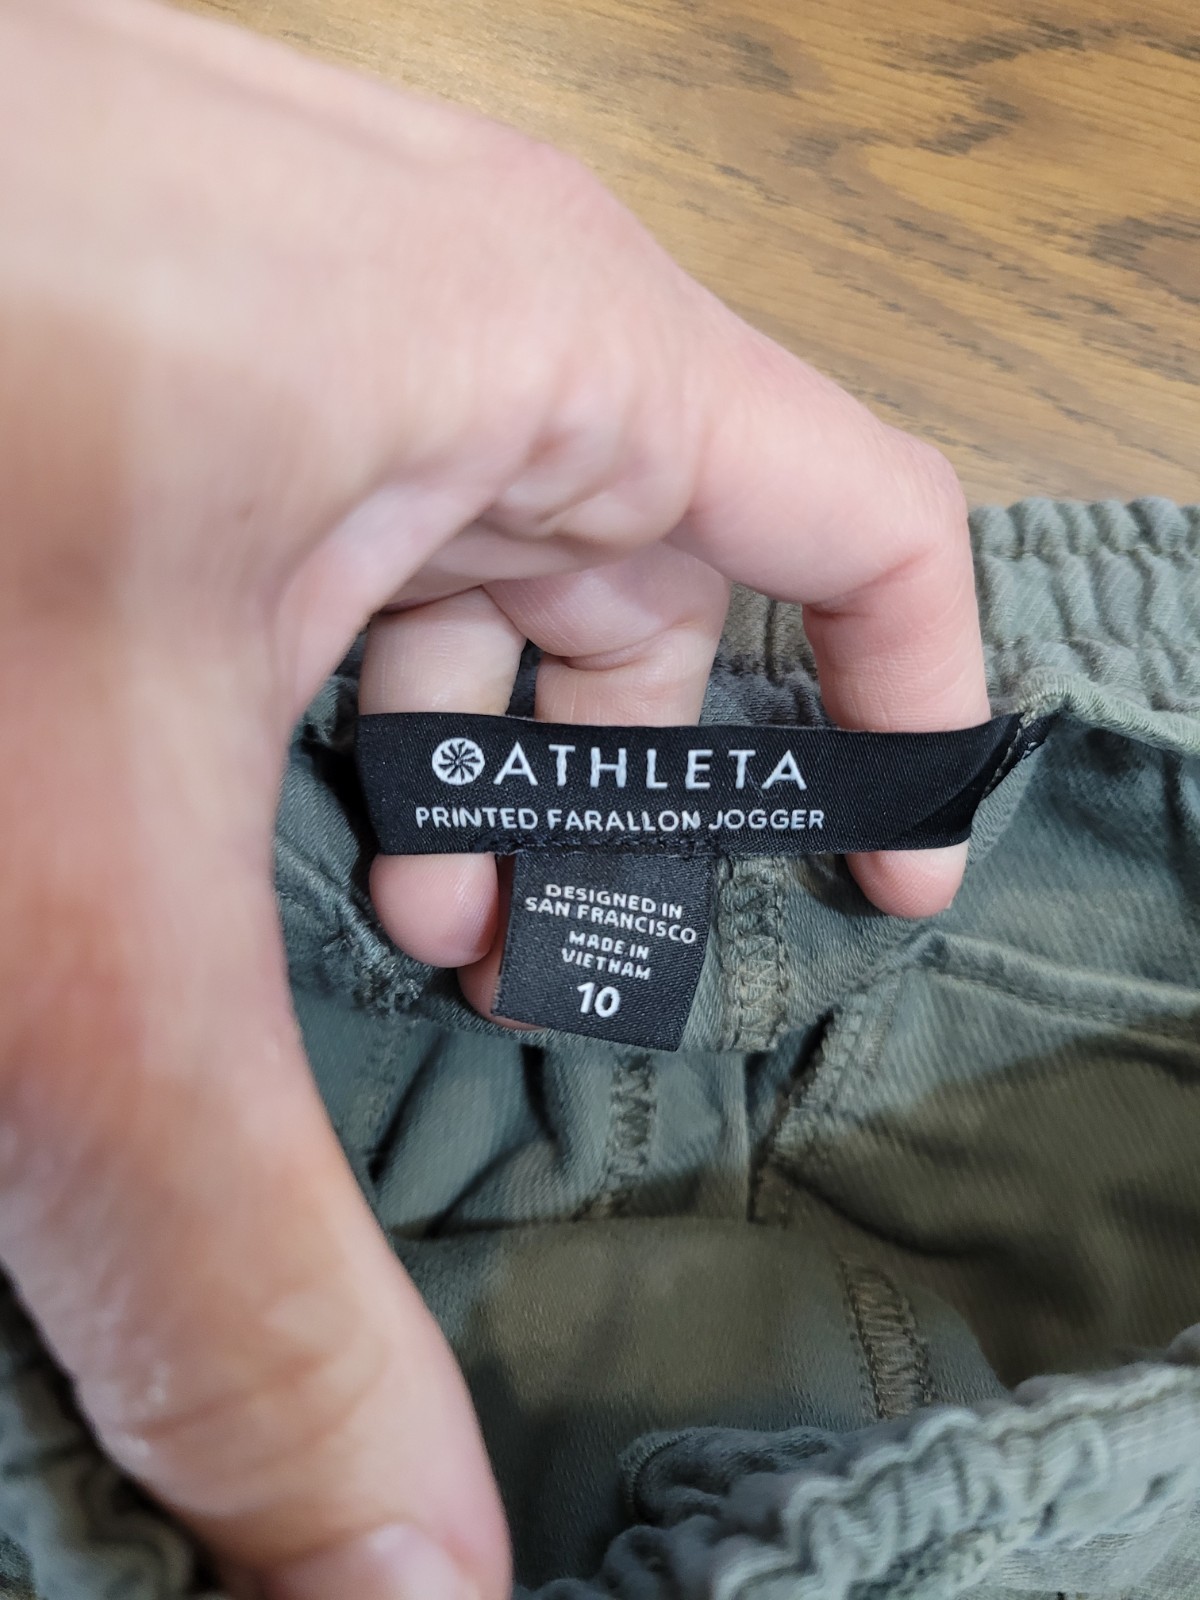 ATHLETA
PRINTED FARALLON JOGGER
DESIGNED IN
SAN FRANCISCO
MADE IN
VIETNAM
10